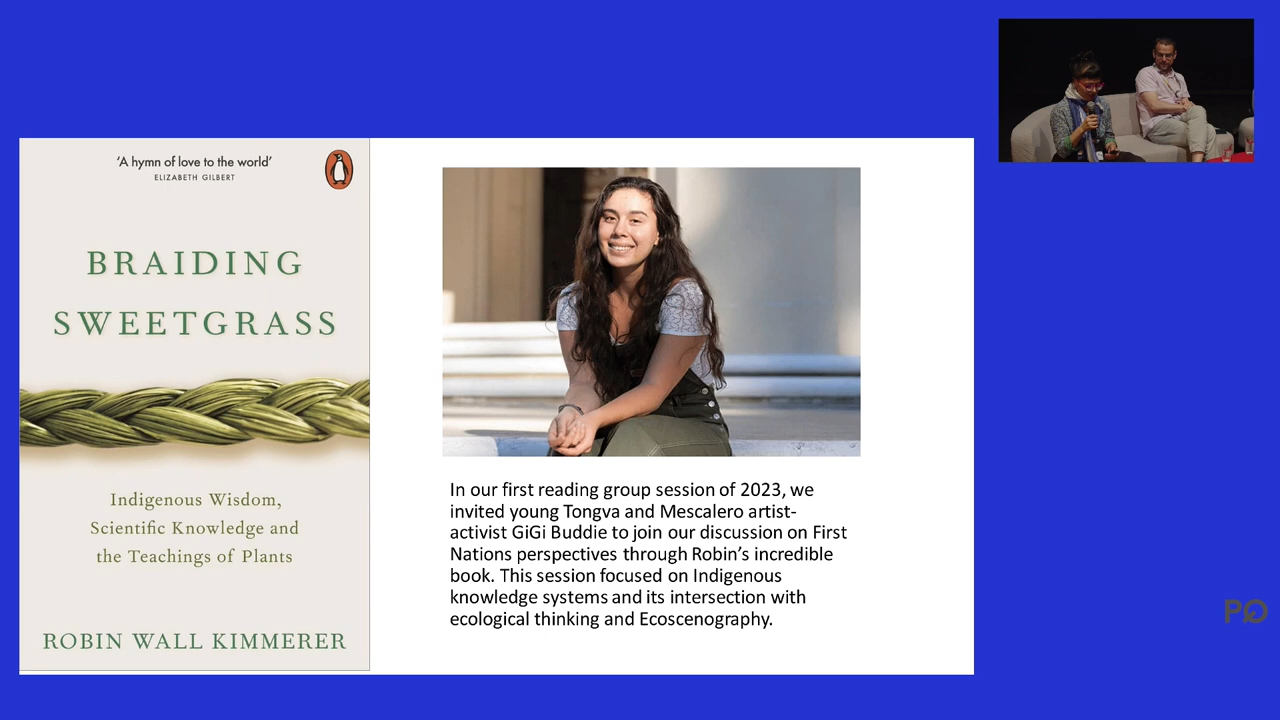 'A hymn of love to the world'
ELIZABETH GILBERT
BRAIDING
SWEETGRASS
Indigenous Wisdom,
Scientific Knowledge and
the Teachings of Plants
ROBIN WALL KIMMERER
In our first reading group session of 2023, we
invited young Tongva and Mescalero artist-
activist GiGi Buddie to join our discussion on First
Nations perspectives through Robin's incredible
book. This session focused on Indigenous
knowledge systems and its intersection with
ecological thinking and Ecoscenography.
PQ